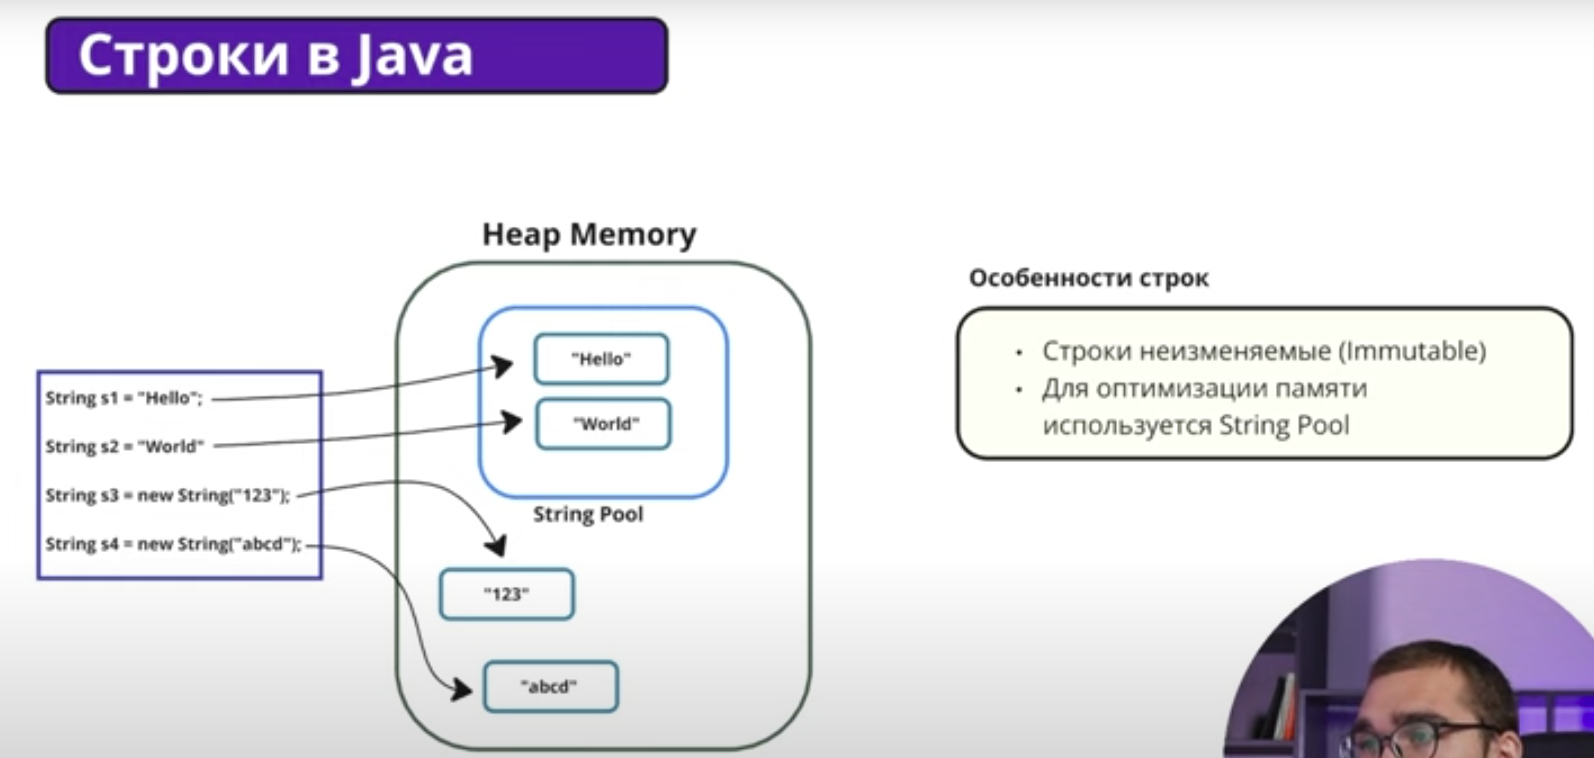 Строки в Java
Heap Memory
"Hello"
"World"
String Pool
"123"
"abcd"
String s1 = "Hello";
String s2 = "World"
String s3 = new String("123");
String s4 = new String("abcd");
Особенности строк
• Строки неизменяемые (Immutable)
• Для оптимизации памяти
используется String Pool